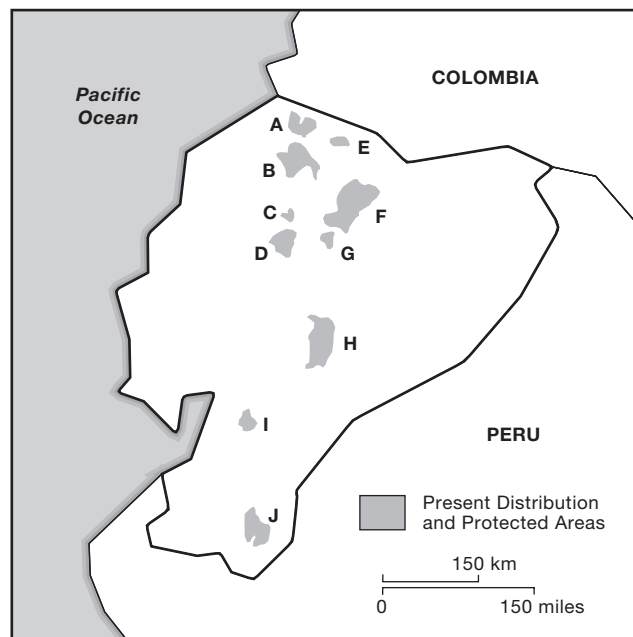 Pacific
Ocean
COLOMBIA
A
E
B
C
F
D
G
H
I
PERU
J
Present Distribution
and Protected Areas
150 km
0
150 miles